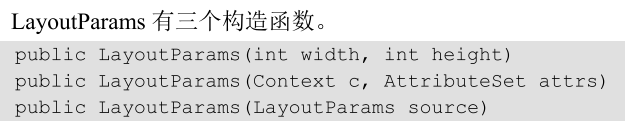 LayoutParams 有三个构造函数。
public LayoutParams(int width, int height)
public LayoutParams(Context c, AttributeSet attrs)
public LayoutParams(LayoutParams source)